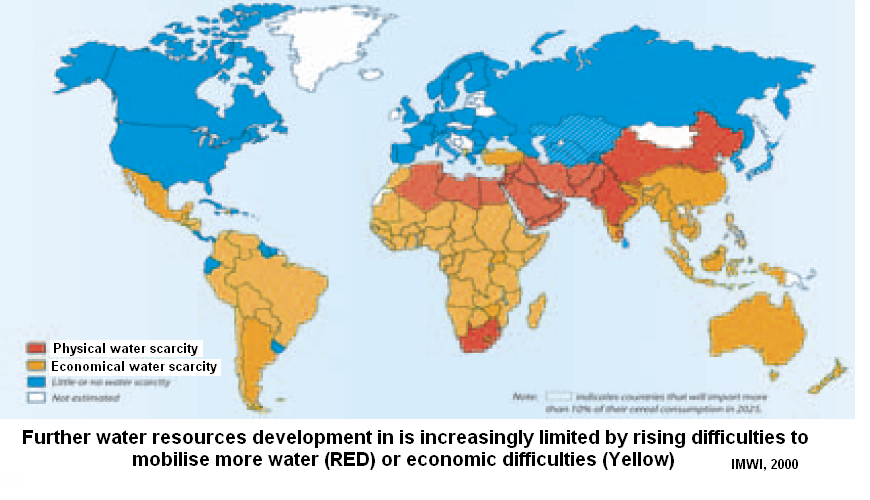 Physical water scarcity
Economical water scarcity
Little or no water scarcity
Not estimated
Note: indicates countries that will import more
than 10% of their cereal consumption in 2025.
Further water resources development in is increasingly limited by rising difficulties to
mobilise more water (RED) or economic difficulties (Yellow)
IMWI, 2000